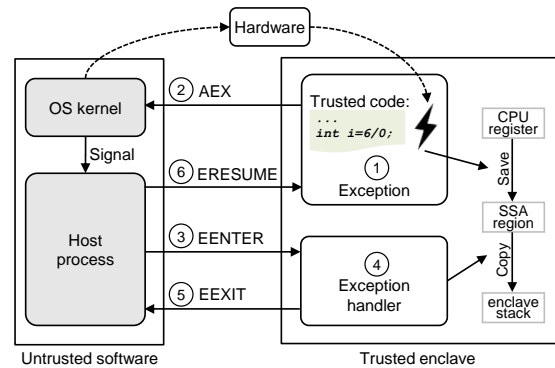 Hardware
OS kernel
② AEX
Trusted code:
...
int i=6/0;
① 
Exception
CPU
register
Save
SSA
region
Copy
enclave
stack
Signal
⑥ ERESUME
Host
process
③ EENTER
④
Exception
handler
⑤ EEXIT
Untrusted software
Trusted enclave